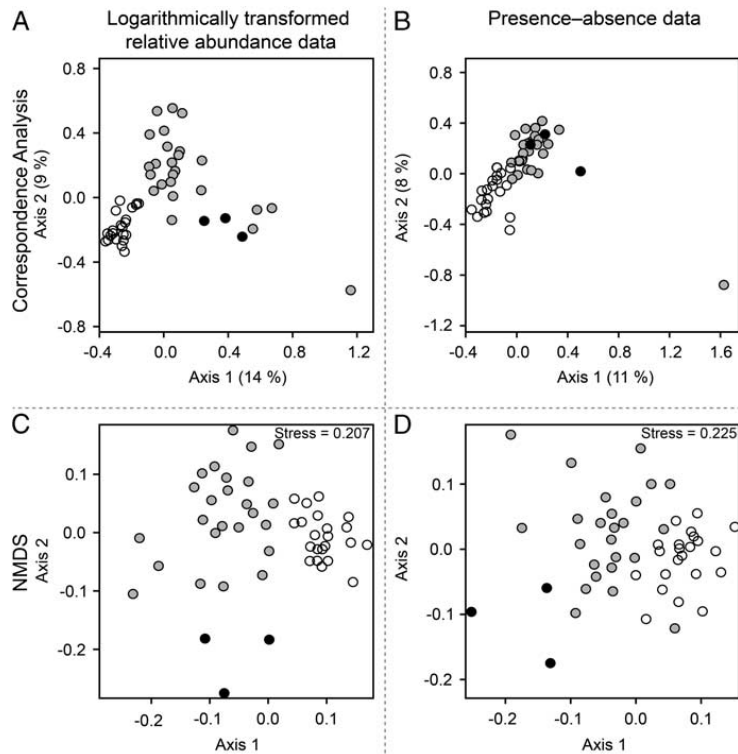 A
Logarithmically transformed
relative abundance data
B
Presence–absence data
Correspondence Analysis
Axis 2 (9 %)
0.8
0.4
0.0
-0.4
-0.8
-0.4 0.0 0.4 0.8 1.2
Axis 1 (14 %)
Axis 2 (8 %)
0.8
0.4
0.0
-0.4
-0.8
-1.2
-0.4 0.0 0.4 0.8 1.2 1.6
Axis 1 (11 %)
C
Stress = 0.207
NMDS
Axis 2
0.1
0.0
-0.1
-0.2
-0.2 -0.1 0.0 0.1
Axis 1
D
Stress = 0.225
Axis 2
0.2
0.1
0.0
-0.1
-0.2
-0.2 -0.1 0.0 0.1
Axis 1